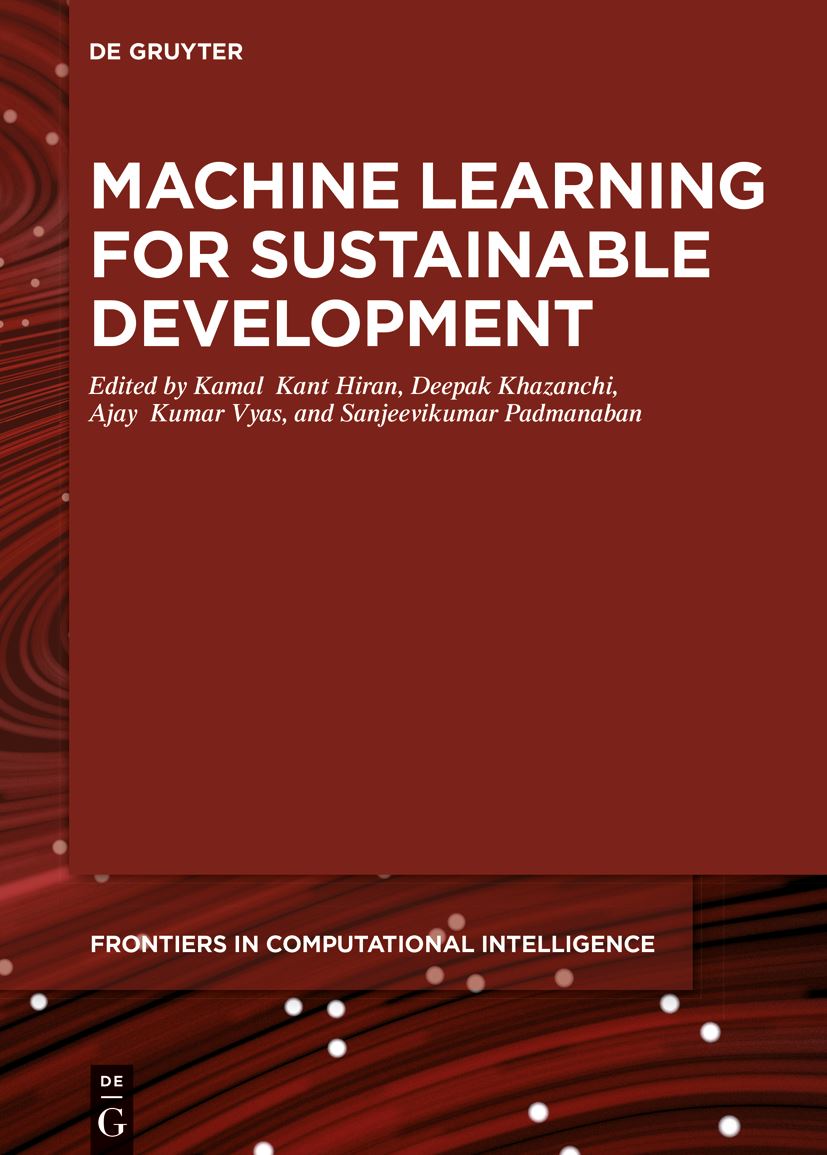 DE GRUYTER
MACHINE LEARNING
FOR SUSTAINABLE
DEVELOPMENT
Edited by Kamal  Kant Hiran, Deepak Khazanchi,
Ajay  Kumar Vyas, and Sanjeevikumar Padmanaban
FRONTIERS IN COMPUTATIONAL INTELLIGENCE
DE
G